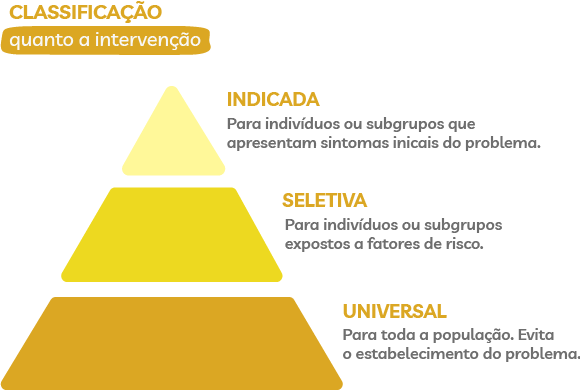 CLASSIFICAÇÃO
quanto a intervenção
INDICADA
Para indivíduos ou subgrupos que
apresentam sintomas inicais do problema.
SELETIVA
Para indivíduos ou subgrupos
expostos a fatores de risco.
UNIVERSAL
Para toda a população. Evita
o estabelecimento do problema.